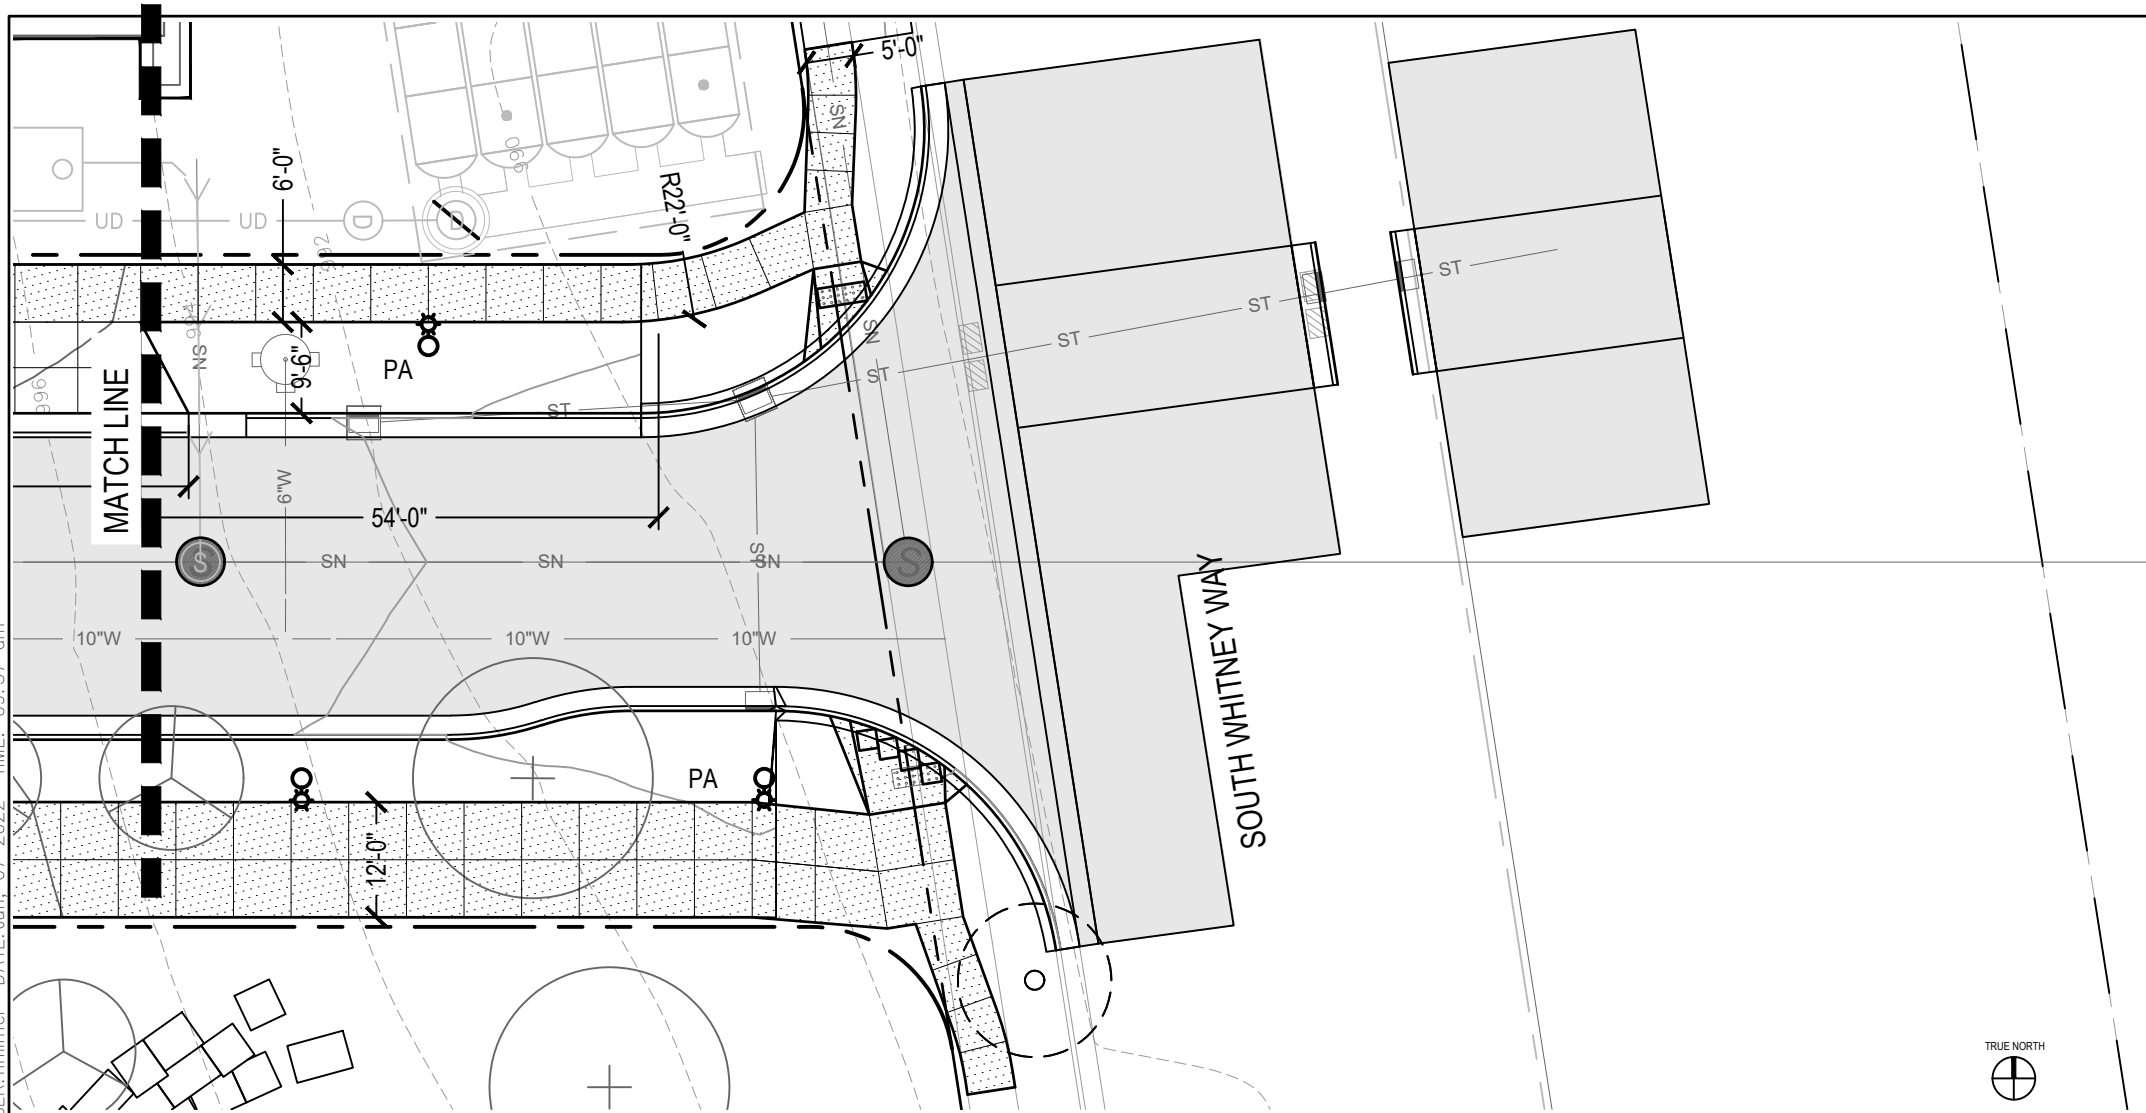 5'-0"
SN
6'-0"
990
R22'-0"
UD
UD
D
D
992
994
SN
SN
ST
ST
ST
ST
ST
9'-6"
PA
996
MATCH LINE
6"W
54'-0"
S
SN
SN
ST
SN
S
SOUTH WHITNEY WAY
10"W
10"W
10"W
PA
12'-0"
TRUE NORTH